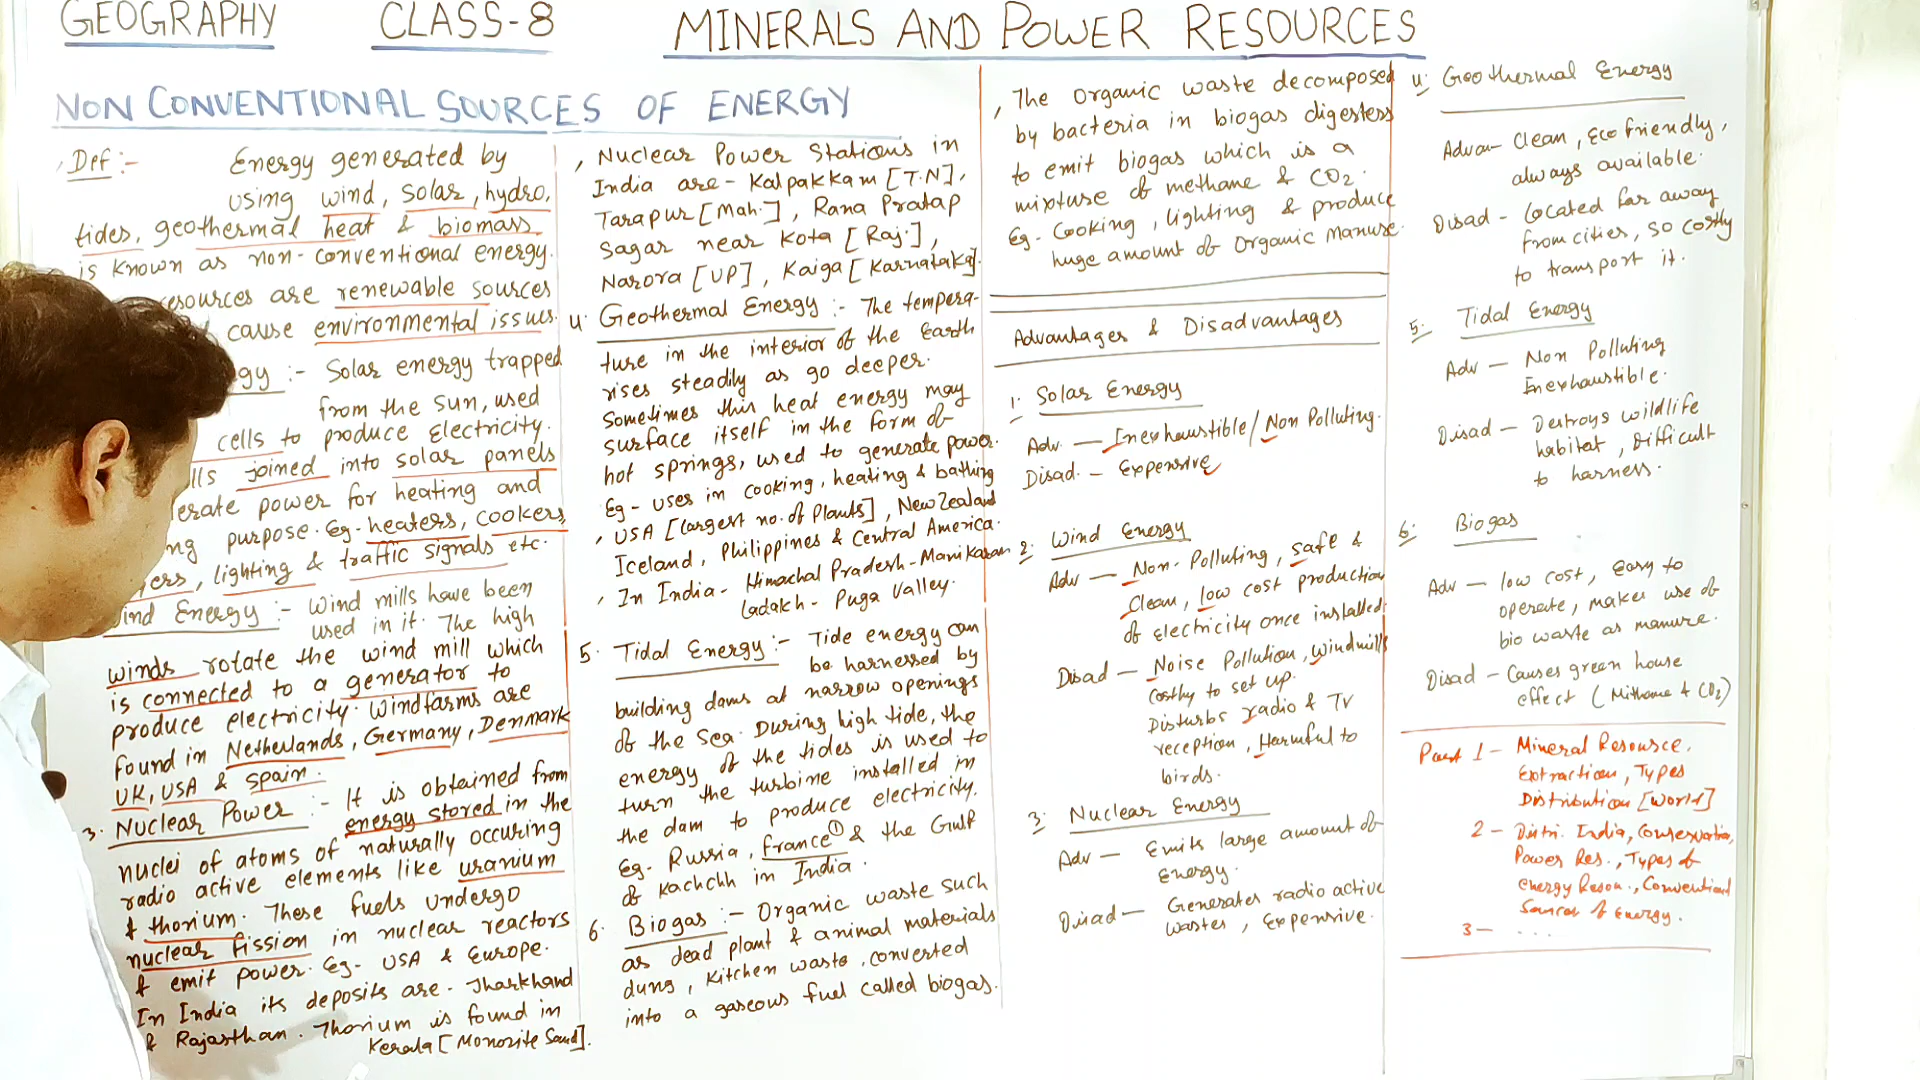 GEOGRAPHY CLASS-8 MINERALS AND POWER RESOURCES
NON CONVENTIONAL SOURCES OF ENERGY
Def :- Energy generated by
using wind, solar, hydro,
tides, geothermal heat & biomass
is known as non-conventional energy.
esources are renewable sources
cause environmental issues.
gy :- Solar energy trapped
from the sun, used
cells to produce Electricity.
lls joined into solar panels
erate power for heating and
ng purpose. Eg- heaters, cookers,
ers, lighting & traffic signals etc.
ind Energy :- Wind mills have been
used in it. The high
winds rotate the wind mill which
is connected to a generator to
produce electricity. Windfarms are
found in Netherlands, Germany, Denmark
UK, USA & Spain.
3. Nuclear Power :- It is obtained from
energy stored in the
nuclei of atoms of naturally occuring
radio active elements like uranium
& thorium. These fuels undergo
nuclear fission in nuclear reactors
& emit power. Eg- USA & Europe.
In India its deposits are - Jharkhand
& Rajasthan. Thorium is found in
Kerala [Monozite Sand].
, Nuclear Power Stations in
India are - Kalpakkam [T.N],
Tarapur [Mah.], Rana Pratap
Sagar near Kota [Raj.],
Narora [UP], Kaiga [Karnataka].
4. Geothermal Energy :- The tempera-
ture in the interior of the Earth
rises steadily as go deeper.
Sometimes this heat energy may
surface itself in the form of
hot springs, used to generate power.
Eg- uses in cooking, heating & bathing
, USA [largest no. of Plants], New Zealand
Iceland, Philippines & Central America.
, In India - Himachal Pradesh - Manikaran
Ladakh - Puga Valley.
5. Tidal Energy :- Tide energy can
be harnessed by
building dams at narrow openings
of the sea. During high tide, the
energy of the tides is used to
turn the turbine installed in
the dam to produce electricity.
Eg- Russia, france ① & the Gulf
of Kachchh in India.
6. Biogas :- Organic waste such
as dead plant & animal materials
dung, kitchen waste, converted
into a gaseous fuel called biogas.
, The organic waste decomposed
by bacteria in biogas digesters
to emit biogas which is a
mixture of methane & CO2.
Eg- Cooking, lighting & produce
huge amount of Organic Manure.
Advantages & Disadvantages
1. Solar Energy
Adv. — Inexhaustible / Non Polluting.
Disad. - Expensive
2. Wind Energy
Adv — Non-Polluting, safe &
Clean, low cost production
of electricity once installed.
Disad — Noise Pollution, windmills
costly to set up.
Disturbs radio & TV
reception, Harmful to
birds.
3. Nuclear Energy
Adv — Emits large amount of
Energy.
Disad — Generates radio active
wastes, Expensive.
4. Geothermal Energy
Advan- Clean, Eco friendly,
always available.
Disad - Located far away
from cities, so costly
to transport it.
5. Tidal Energy
Adv — Non Polluting
Inexhaustible.
Disad — Destroys wildlife
habitat, Difficult
to harness.
6. Biogas
Adv — low cost, easy to
operate, makes use of
bio waste as manure.
Disad - Causes green house
effect (Mithane & CO2)
Part 1 - Mineral Resource,
Extraction, Types
Distribution [World]
2 - Distri. India, Conservation,
Power Res., Types of
energy Reson., Conventional
Sources of Energy.
3 - ...